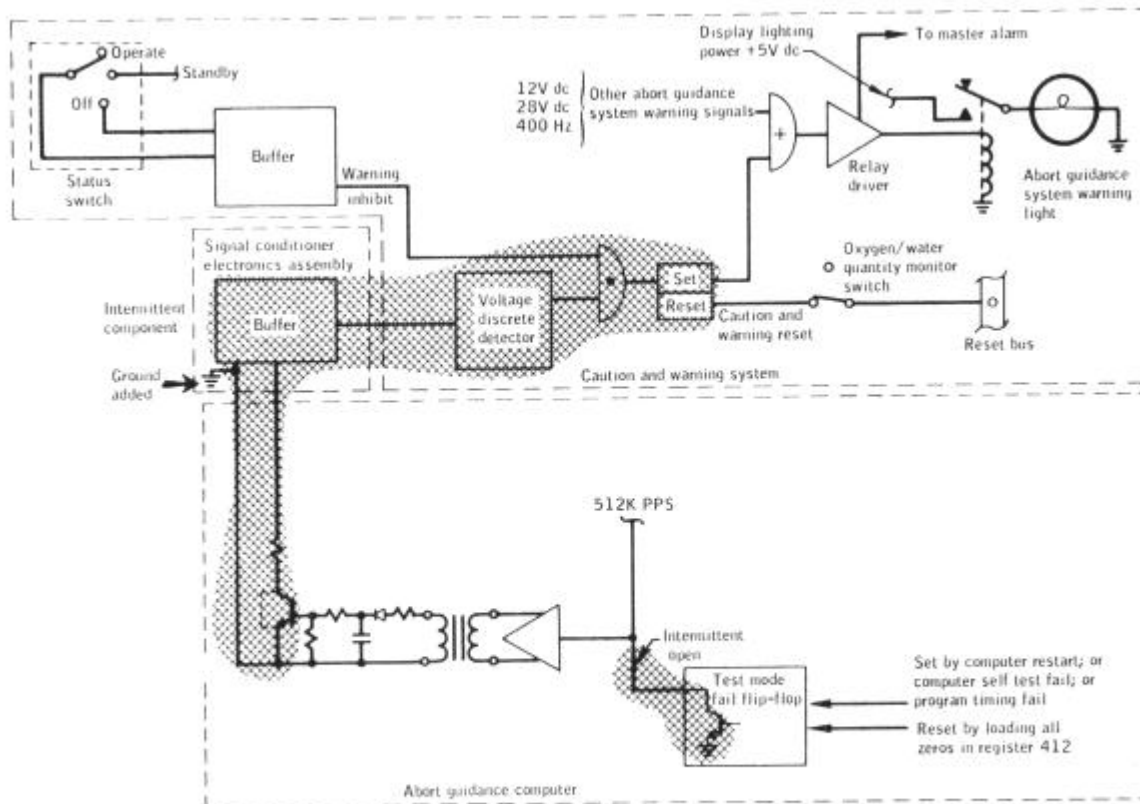 Operate
Standby
Off
Status
switch
Buffer
Warning
inhibit
12V dc
28V dc
400 Hz
Other abort guidance
system warning signals
Display lighting
power +5V dc
To master alarm
+
Relay
driver
Abort guidance
system warning
light
Signal conditioner
electronics assembly
Intermittent
component
Buffer
Ground
added
Voltage
discrete
detector
Set
Reset
Caution and
warning reset
Oxygen/water
quantity monitor
switch
Reset bus
Caution and warning system
512K PPS
Intermittent
open
Test mode
fail flip-flop
Set by computer restart; or
computer self test fail; or
program timing fail
Reset by loading all
zeros in register 412
Abort guidance computer